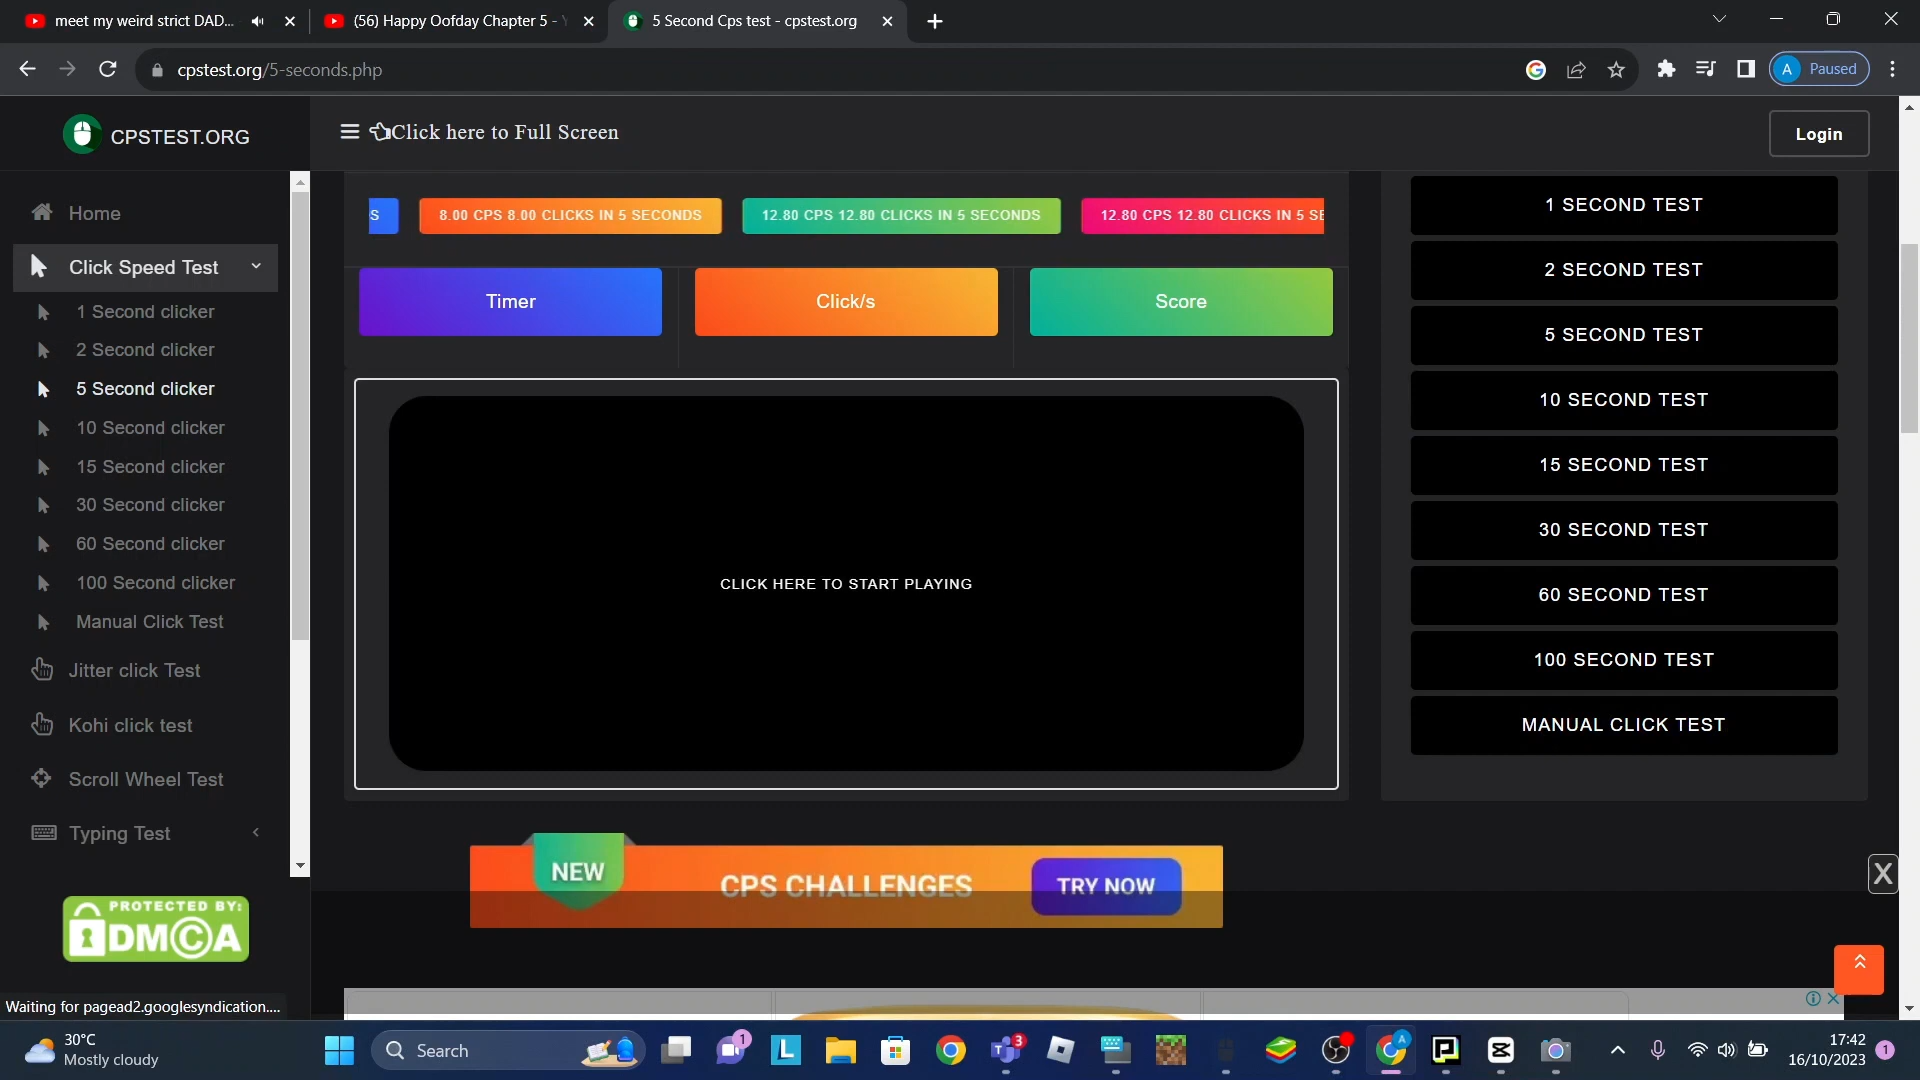 meet my weird strict DAD...
(56) Happy Oofday Chapter 5 -
5 Second Cps test - cpstest.org
cpstest.org/5-seconds.php
A Paused
CPSTEST.ORG
Click here to Full Screen
Login
Home
Click Speed Test
1 Second clicker
2 Second clicker
5 Second clicker
10 Second clicker
15 Second clicker
30 Second clicker
60 Second clicker
100 Second clicker
Manual Click Test
Jitter click Test
Kohi click test
Scroll Wheel Test
Typing Test
PROTECTED BY:
DMCA
S
8.00 CPS 8.00 CLICKS IN 5 SECONDS
12.80 CPS 12.80 CLICKS IN 5 SECONDS
12.80 CPS 12.80 CLICKS IN 5 SE
Timer
Click/s
Score
CLICK HERE TO START PLAYING
NEW
CPS CHALLENGES
TRY NOW
1 SECOND TEST
2 SECOND TEST
5 SECOND TEST
10 SECOND TEST
15 SECOND TEST
30 SECOND TEST
60 SECOND TEST
100 SECOND TEST
MANUAL CLICK TEST
X
Waiting for pagead2.googlesyndication....
30°C
Mostly cloudy
Search
1
L
T
3
A
17:42
16/10/2023
1